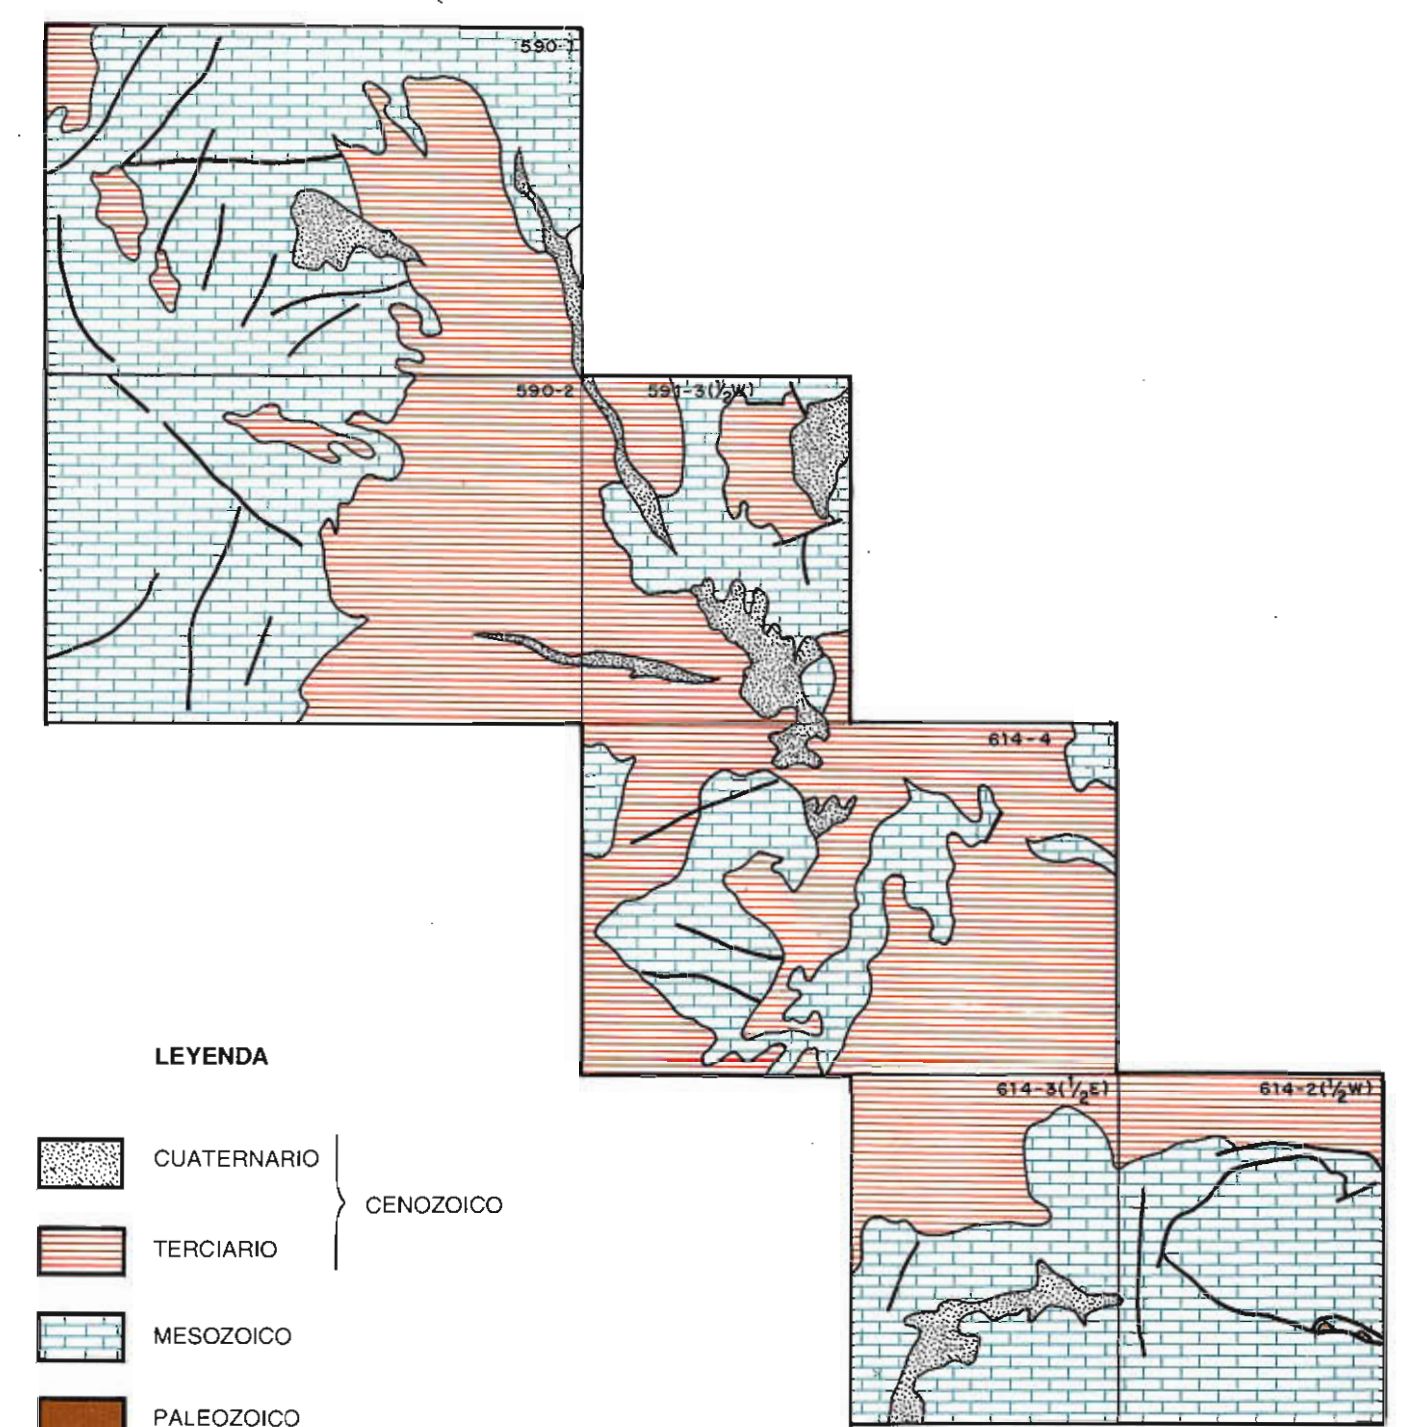 590-1
590-2
591-3(½W)
614-4
614-3(½E)
614-2(½W)
LEYENDA
CUATERNARIO
CENOZOICO
TERCIARIO
MESOZOICO
PALEOZOICO